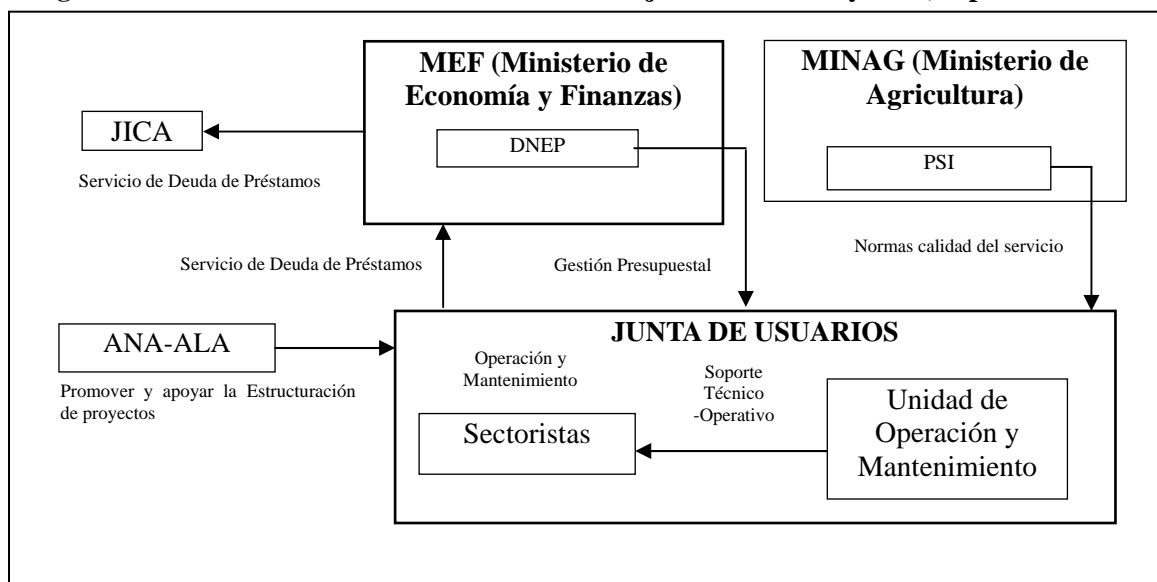 MEF (Ministerio de
Economía y Finanzas)
DNEP
MINAG (Ministerio de
Agricultura)
PSI
JICA
Servicio de Deuda de Préstamos
Servicio de Deuda de Préstamos
Gestión Presupuestal
Normas calidad del servicio
ANA-ALA
Promover y apoyar la Estructuración
de proyectos
JUNTA DE USUARIOS
Operación y
Mantenimiento
Sectoristas
Soporte
Técnico
-Operativo
Unidad de
Operación y
Mantenimiento